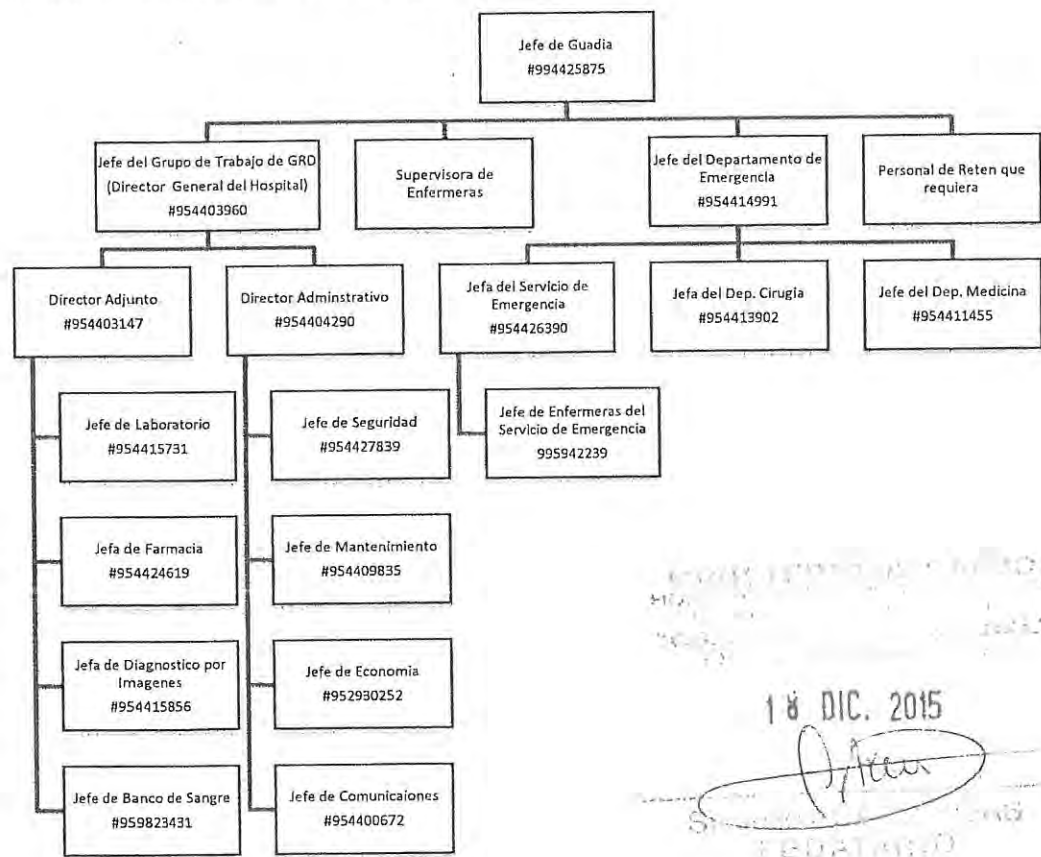 Jefe de Guadia
#994425875
Jefe del Grupo de Trabajo de GRD
(Director General del Hospital)
#954403960
Supervisora de
Enfermeras
Jefe del Departamento de
Emergencia
#954414991
Personal de Reten que
requiera
Director Adjunto
#954403147
Director Adminstrativo
#954404290
Jefa del Servicio de
Emergencia
#954426390
Jefa del Dep. Cirugia
#954413902
Jefe del Dep. Medicina
#954411455
Jefe de Laboratorio
#954415731
Jefe de Seguridad
#954427839
Jefe de Enfermeras del
Servicio de Emergencia
995942239
Jefa de Farmacia
#954424619
Jefe de Mantenimiento
#954409835
Jefa de Diagnostico por
Imagenes
#954415856
Jefe de Economia
#952930252
Jefe de Banco de Sangre
#959823431
Jefe de Comunicaiones
#954400672
18 DIC. 2015